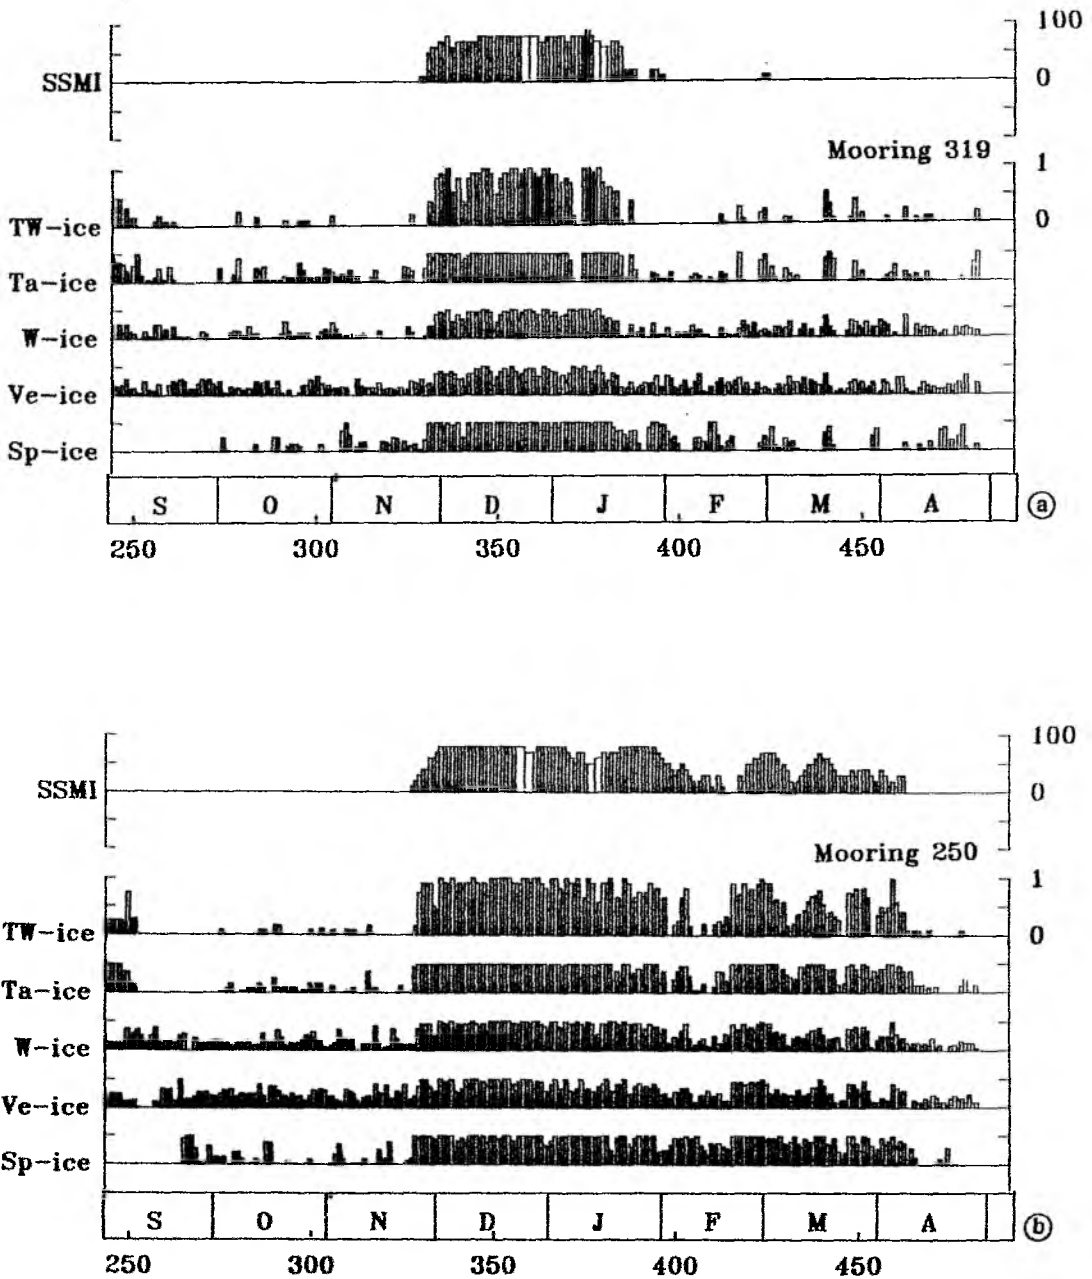 100
SSMI
0
Mooring 319
1
TW-ice
0
Ta-ice
W-ice
Ve-ice
Sp-ice
S O N D J F M A
a
250 300 350 400 450
100
SSMI
0
Mooring 250
1
TW-ice
0
Ta-ice
W-ice
Ve-ice
Sp-ice
S O N D J F M A
b
250 300 350 400 450